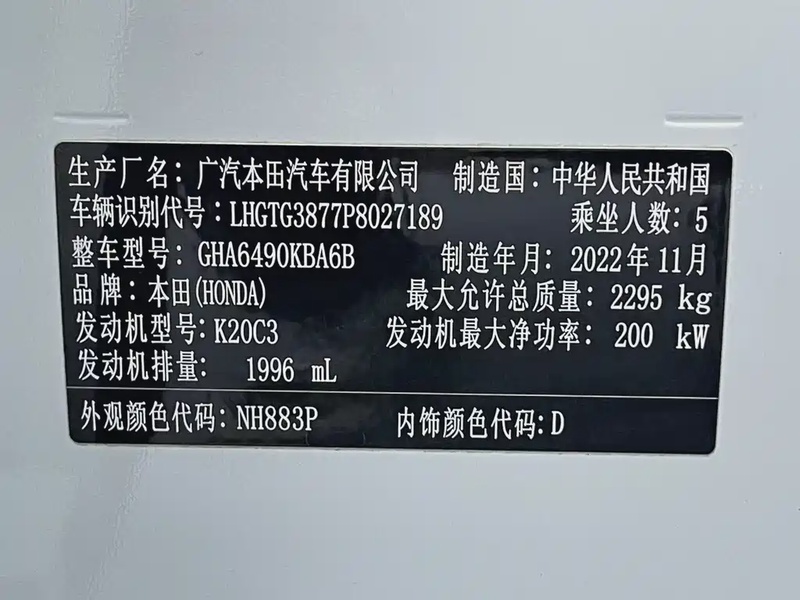 生产厂名：广汽本田汽车有限公司 制造国：中华人民共和国
车辆识别代号：LHGTG3877P8027189 乘坐人数：5
整车型号：GHA6490KBA6B 制造年月：2022年11月
品牌：本田(HONDA) 最大允许总质量：2295 kg
发动机型号：K20C3 发动机最大净功率：200 kW
发动机排量： 1996 mL
外观颜色代码：NH883P 内饰颜色代码：D